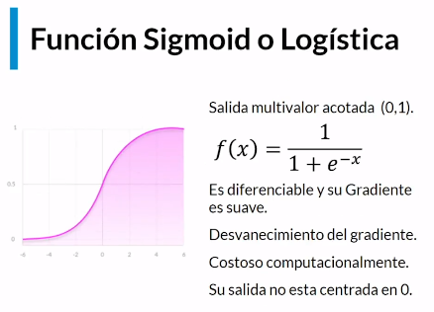 Función Sigmoid o Logística
Salida multivalor acotada (0,1).
f(x) = 1 / (1 + e^{-x})
Es diferenciable y su Gradiente
es suave.
Desvanecimiento del gradiente.
Costoso computacionalmente.
Su salida no esta centrada en 0.
1
0.5
0
-6 -4 -2 0 2 4 6